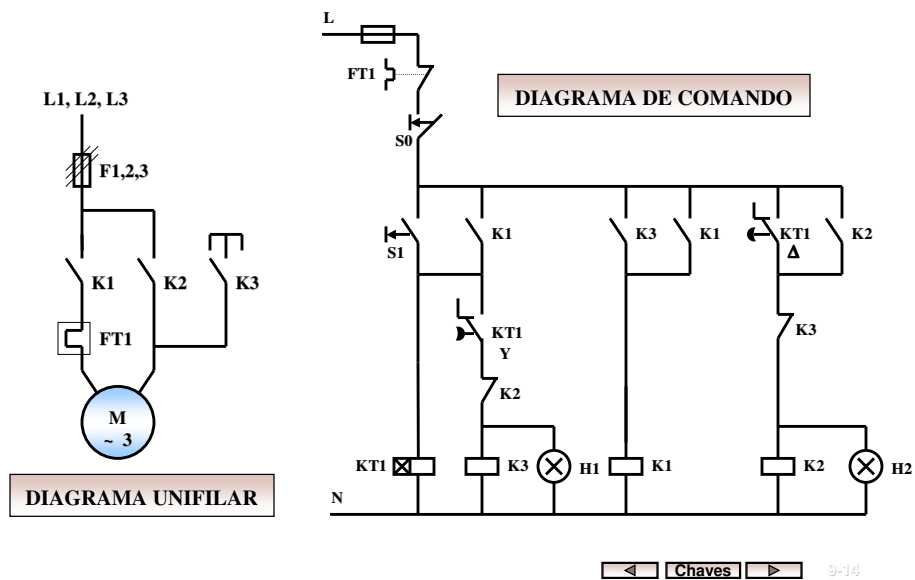 L
FT1
DIAGRAMA DE COMANDO
L1, L2, L3
S0
F1,2,3
K1
K3
K1
KT1
Δ
K2
S1
K1
K2
K3
FT1
KT1
Y
K3
K2
M
~ 3
KT1
K3
H1
K1
K2
H2
DIAGRAMA UNIFILAR
N
Chaves
9-14